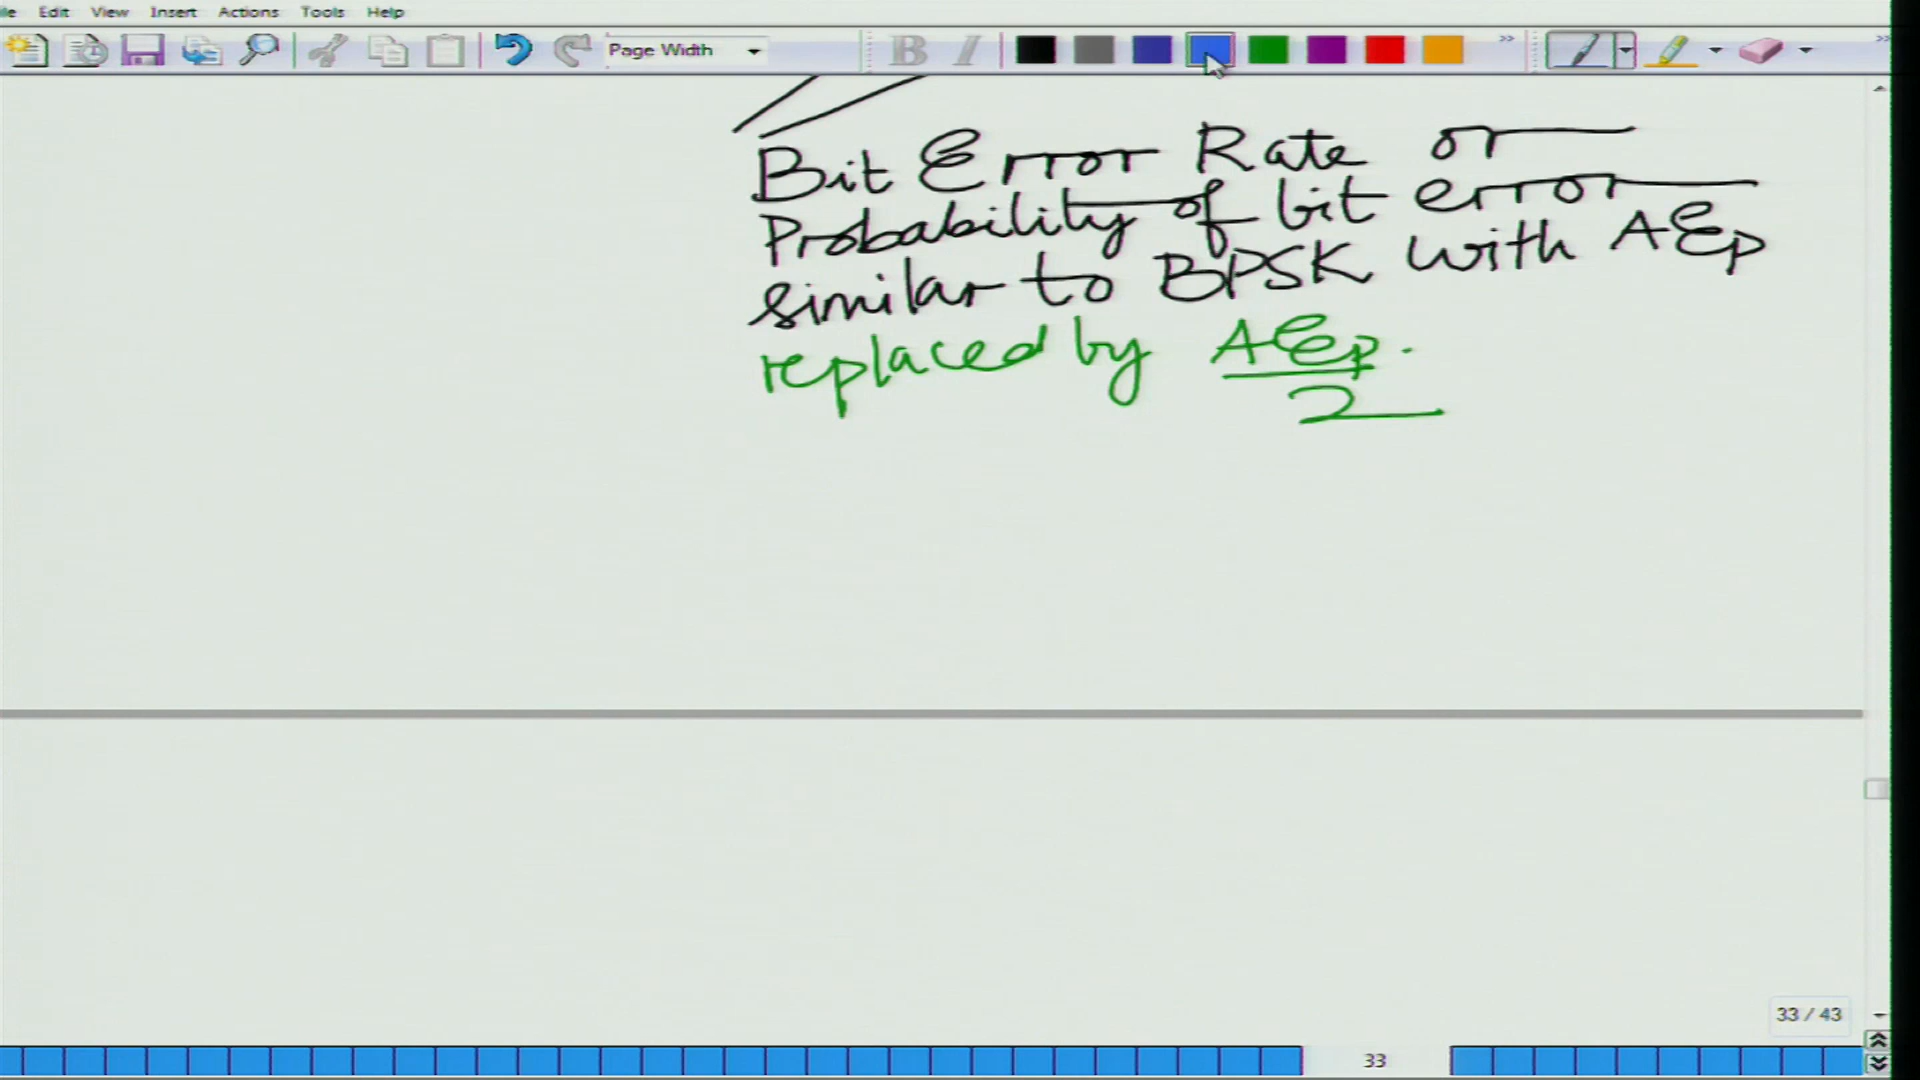 Edit View Insert Actions Tools Help
Page Width
B I
Bit Error Rate or
Probability of bit error
similar to BPSK with AEp
replaced by AEp.
2
33 / 43
33